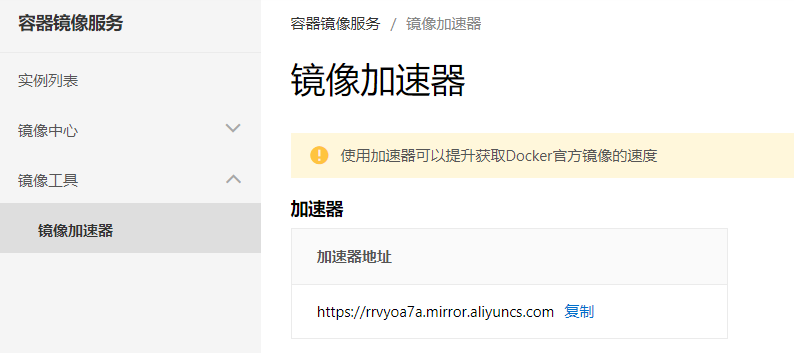 容器镜像服务
实例列表
镜像中心
镜像工具
镜像加速器
容器镜像服务 / 镜像加速器
镜像加速器
使用加速器可以提升获取Docker官方镜像的速度
加速器
加速器地址
https://rrvyoa7a.mirror.aliyuncs.com 复制